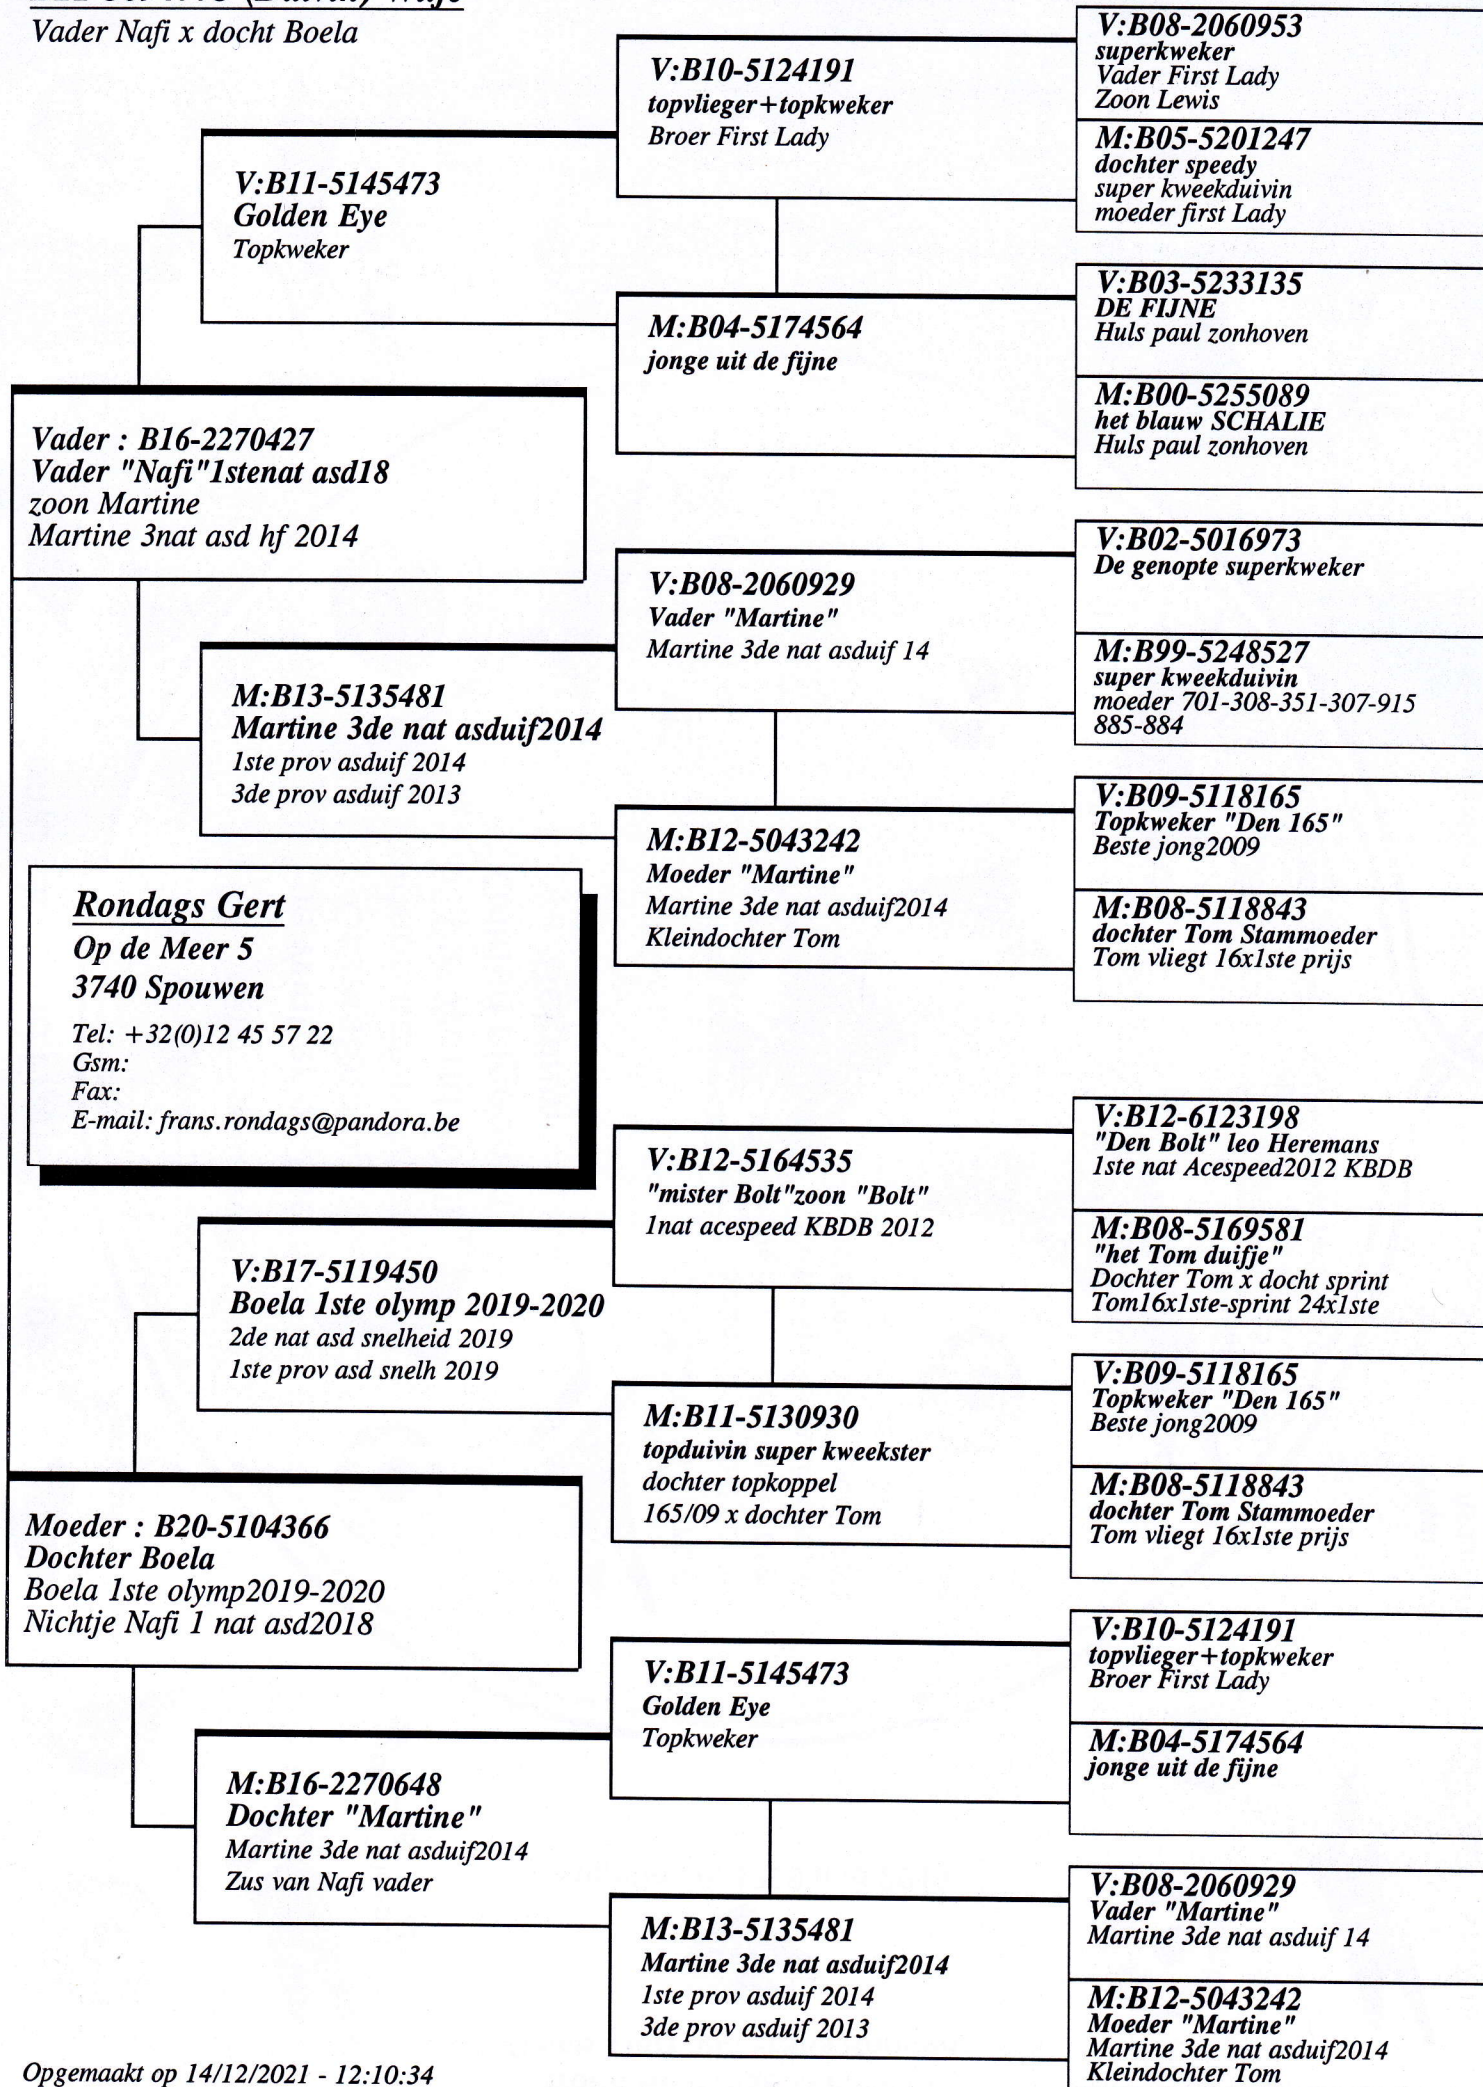 Vader Nafi x docht Boela
V:B11-5145473
Golden Eye
Topkweker
V:B10-5124191
topvlieger+topkweker
Broer First Lady
M:B04-5174564
jonge uit de fijne
V:B08-2060953
superkweker
Vader First Lady
Zoon Lewis
M:B05-5201247
dochter speedy
super kweekduivin
moeder first Lady
V:B03-5233135
DE FIJNE
Huls paul zonhoven
M:B00-5255089
het blauw SCHALIE
Huls paul zonhoven
Vader : B16-2270427
Vader "Nafi"1stenat asd18
zoon Martine
Martine 3nat asd hf 2014
M:B13-5135481
Martine 3de nat asduif2014
1ste prov asduif 2014
3de prov asduif 2013
V:B08-2060929
Vader "Martine"
Martine 3de nat asduif 14
M:B12-5043242
Moeder "Martine"
Martine 3de nat asduif2014
Kleindochter Tom
V:B02-5016973
De genopte superkweker
M:B99-5248527
super kweekduivin
moeder 701-308-351-307-915
885-884
V:B09-5118165
Topkweker "Den 165"
Beste jong2009
M:B08-5118843
dochter Tom Stammoeder
Tom vliegt 16x1ste prijs
Rondags Gert
Op de Meer 5
3740 Spouwen
Tel: +32(0)12 45 57 22
Gsm:
Fax:
E-mail: frans.rondags@pandora.be
V:B17-5119450
Boela 1ste olymp 2019-2020
2de nat asd snelheid 2019
1ste prov asd snelh 2019
V:B12-5164535
"mister Bolt"zoon "Bolt"
1nat acespeed KBDB 2012
M:B11-5130930
topduivin super kweekster
dochter topkoppel
165/09 x dochter Tom
V:B12-6123198
"Den Bolt" leo Heremans
1ste nat Acespeed2012 KBDB
M:B08-5169581
"het Tom duifje"
Dochter Tom x docht sprint
Tom16x1ste-sprint 24x1ste
V:B09-5118165
Topkweker "Den 165"
Beste jong2009
M:B08-5118843
dochter Tom Stammoeder
Tom vliegt 16x1ste prijs
Moeder : B20-5104366
Dochter Boela
Boela 1ste olymp2019-2020
Nichtje Nafi 1 nat asd2018
M:B16-2270648
Dochter "Martine"
Martine 3de nat asduif2014
Zus van Nafi vader
V:B11-5145473
Golden Eye
Topkweker
M:B13-5135481
Martine 3de nat asduif2014
1ste prov asduif 2014
3de prov asduif 2013
V:B10-5124191
topvlieger+topkweker
Broer First Lady
M:B04-5174564
jonge uit de fijne
V:B08-2060929
Vader "Martine"
Martine 3de nat asduif 14
M:B12-5043242
Moeder "Martine"
Martine 3de nat asduif2014
Kleindochter Tom
Opgemaakt op 14/12/2021 - 12:10:34